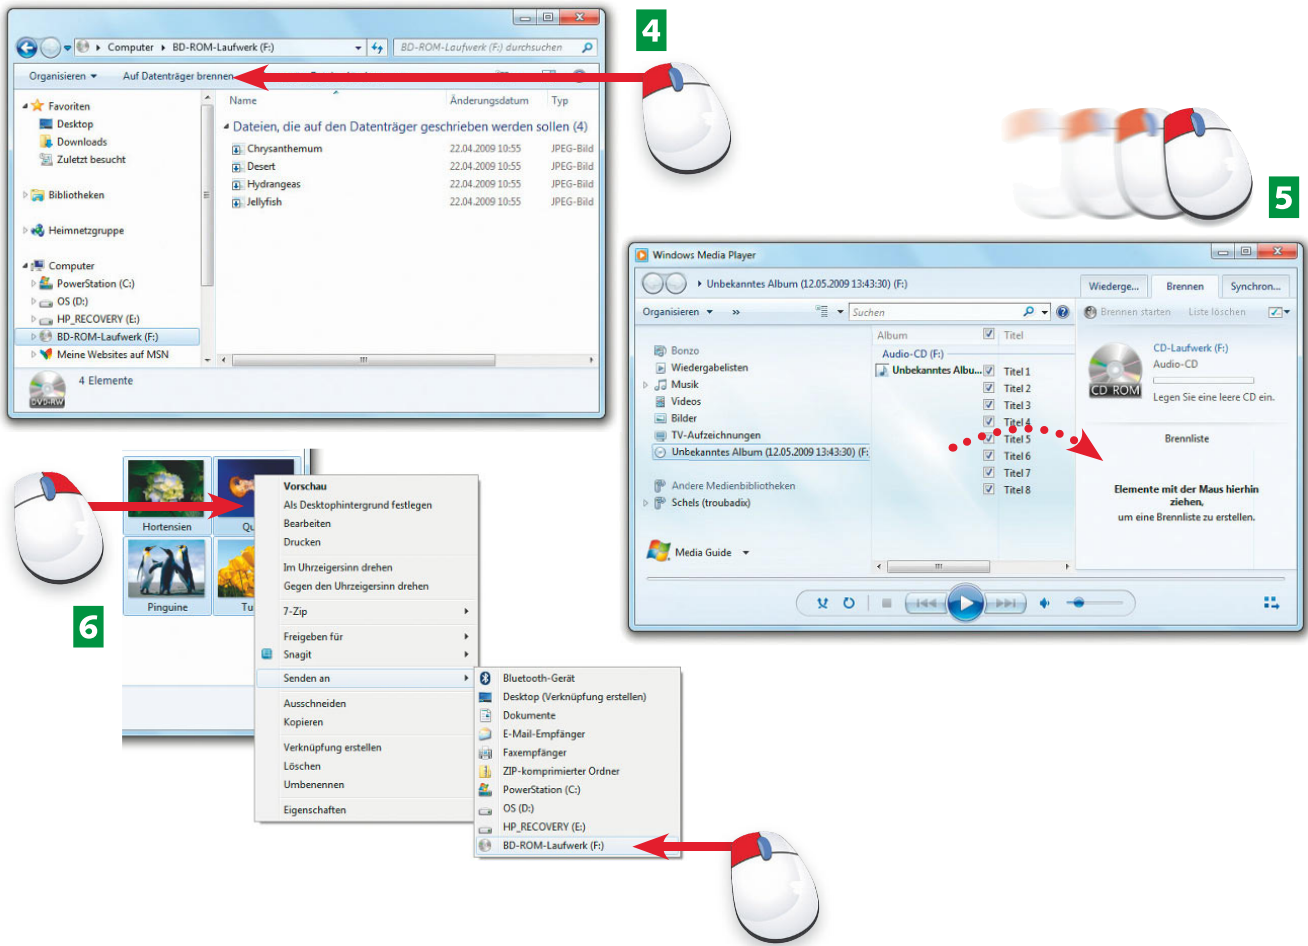 4
Computer BD-ROM-Laufwerk (F:)
BD-ROM-Laufwerk (F:) durchsuchen
Organisieren Auf Datenträger brennen
Name Änderungsdatum Typ
Dateien, die auf den Datenträger geschrieben werden sollen (4)
Chrysanthemum 22.04.2009 10:55 JPEG-Bild
Desert 22.04.2009 10:55 JPEG-Bild
Hydrangeas 22.04.2009 10:55 JPEG-Bild
Jellyfish 22.04.2009 10:55 JPEG-Bild
Favoriten
Desktop
Downloads
Zuletzt besucht
Bibliotheken
Heimnetzgruppe
Computer
PowerStation (C:)
OS (D:)
HP_RECOVERY (E:)
BD-ROM-Laufwerk (F:)
Meine Websites auf MSN
4 Elemente
DVD-RW
5
Windows Media Player
Unbekanntes Album (12.05.2009 13:43:30) (F:)
Wiederge... Brennen Synchron...
Organisieren » Suchen
Brennen starten Liste löschen
Bonzo
Wiedergabelisten
Musik
Videos
Bilder
TV-Aufzeichnungen
Unbekanntes Album (12.05.2009 13:43:30) (F:
Andere Medienbibliotheken
Schels (troubadix)
Media Guide
Album Titel
Audio-CD (F:)
Unbekanntes Albu... Titel 1
Titel 2
Titel 3
Titel 4
Titel 5
Titel 6
Titel 7
Titel 8
CD ROM
CD-Laufwerk (F:)
Audio-CD
Legen Sie eine leere CD ein.
Brennliste
Elemente mit der Maus hierhin
ziehen,
um eine Brennliste zu erstellen.
6
Hortensien Qu
Pinguine Tu
Vorschau
Als Desktophintergrund festlegen
Bearbeiten
Drucken
Im Uhrzeigersinn drehen
Gegen den Uhrzeigersinn drehen
7-Zip
Freigeben für
Snagit
Senden an
Ausschneiden
Kopieren
Verknüpfung erstellen
Löschen
Umbenennen
Eigenschaften
Bluetooth-Gerät
Desktop (Verknüpfung erstellen)
Dokumente
E-Mail-Empfänger
Faxempfänger
ZIP-komprimierter Ordner
PowerStation (C:)
OS (D:)
HP_RECOVERY (E:)
BD-ROM-Laufwerk (F:)